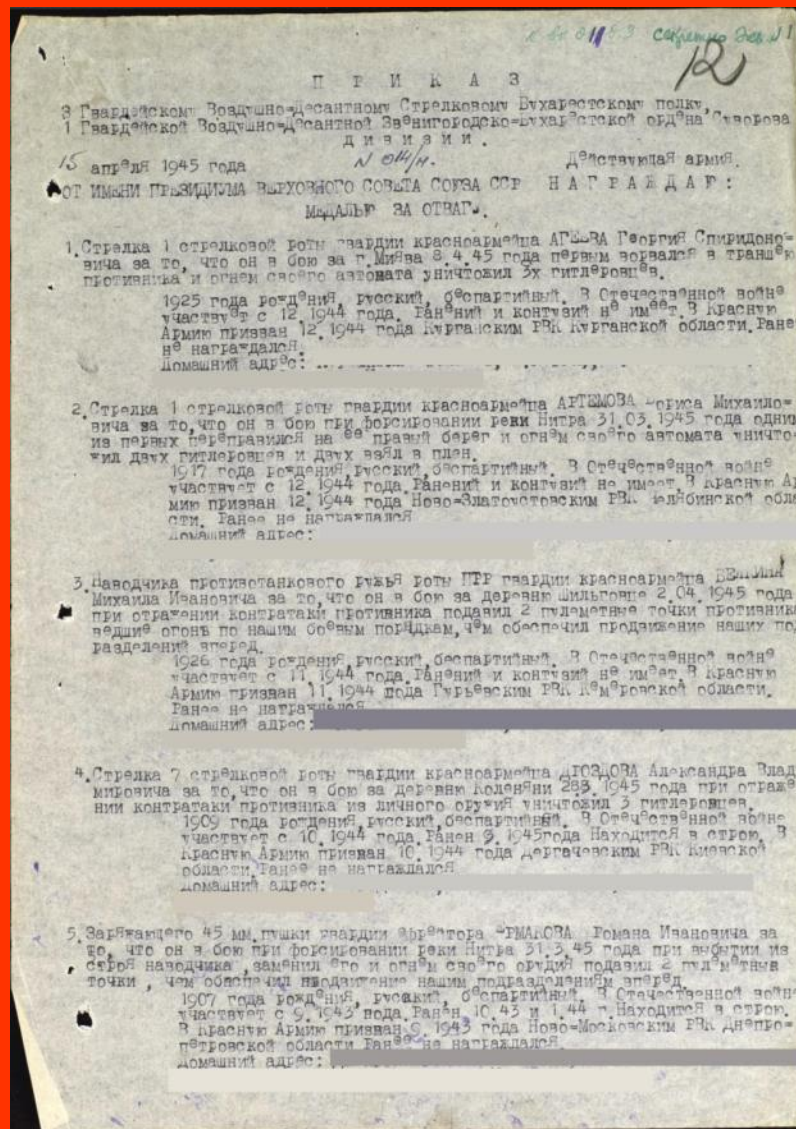 Секретно Экз. № 1
12
П Р И К А З
3 Гвардейскому Воздушно=десантному Стрелковому Бухарестскому полку,
1 Гвардейской Воздушно=десантной Звенигородско=Бухарестской ордена Суворова
д и в и з и и .
15 апреля 1945 года N 014/н. Действующая армия.
ОТ ИМЕНИ ПРЕЗИДИУМА ВЕРХОВНОГО СОВЕТА СОЮЗА ССР Н А Г Р А Ж Д А Ю :
МЕДАЛЬЮ ЗА ОТВАГУ.
1. Стрелка 1 стрелковой роты гвардии красноармейца АГЕЕВА Георгия Спиридоно=
вича за то, что он в бою за г.Миява 8.4.45 года первым ворвался в траншею
противника и огнем своего автомата уничтожил 3х гитлеровцев.
1925 года рождения, русский, беспартийный. В Отечественной войне
участвует с 12.1944 года. Ранений и контузий не имеет. В Красную
Армию призван 12.1944 года Курганским РВК Курганской области. Ране
не награждался.
Домашний адрес:
2. Стрелка 1 стрелковой роты гвардии красноармейца АРТЕМОВА Бориса Михайло=
вича за то, что он в бою при форсировании реки Нитра 31.03.1945 года одним
из первых переправился на ее правый берег и огнем своего автомата уничто=
жил двух гитлеровцев и двух взял в плен.
1917 года рождения, русский, беспартийный. В Отечественной войне
участвует с 12.1944 года. Ранений и контузий не имеет. В Красную Ар
мию призван 12.1944 года Ново=Златоустовским РВК Челябинской обла
сти. Ранее не награждался
Домашний адрес:
3. Наводчика противотанкового ружья роты ПТР гвардии красноармейца
Михаила Ивановича за то, что он в бою за деревню Шильговце 2.04.1945 года
при отражении контратаки противника подавил 2 пулеметные точки противника
ведшие огонь по нашим боевым порядкам, чем обеспечил продвижение наших по
разделений вперед.
1926 года рождения, русский, беспартийный. В Отечественной войне
участвует с 11.1944 года. Ранений и контузий не имеет. В Красную
Армию призван 11.1944 года Гурьевским РВК Кемеровской области.
Ранее не награждался
Домашний адрес:
4. Стрелка 7 стрелковой роты гвардии красноармейца ДРОЗДОВА Александра Влад
мировича за то, что он в бою за деревню Коленяни 283.1945 года при отраже
нии контратаки противника из личного оружия уничтожил 3 гитлеровцев.
1909 года рождения, русский, беспартийный. В Отечественной войне
участвует с 10.1944 года. Ранен 3.1945года Находится в строю. В
Красную Армию призван 10.1944 года Дергачевским РВК Киевской
области. Ранее не награждался
Домашний адрес:
5. Заряжающего 45 мм.пушки гвардии ефрейтора ЕРМАКОВА Романа Ивановича за
то, что он в бою при форсировании реки Нитра 31.3.45 года при выбытии из
строя наводчика, заменил его и огнем своего орудия подавил 2 пулеметные
точки , чем обеспечил продвижение нашим подразделениям вперед.
1907 года рождения, русский, беспартийный. В Отечественной войне
участвует с 9.1943 года. Ранен 10.43 и 1.44 г.Находится в строю.
В Красную Армию призван 9.1943 года Ново=Московским РВК Днепро=
петровской области Ранее не награждался.
Домашний адрес: